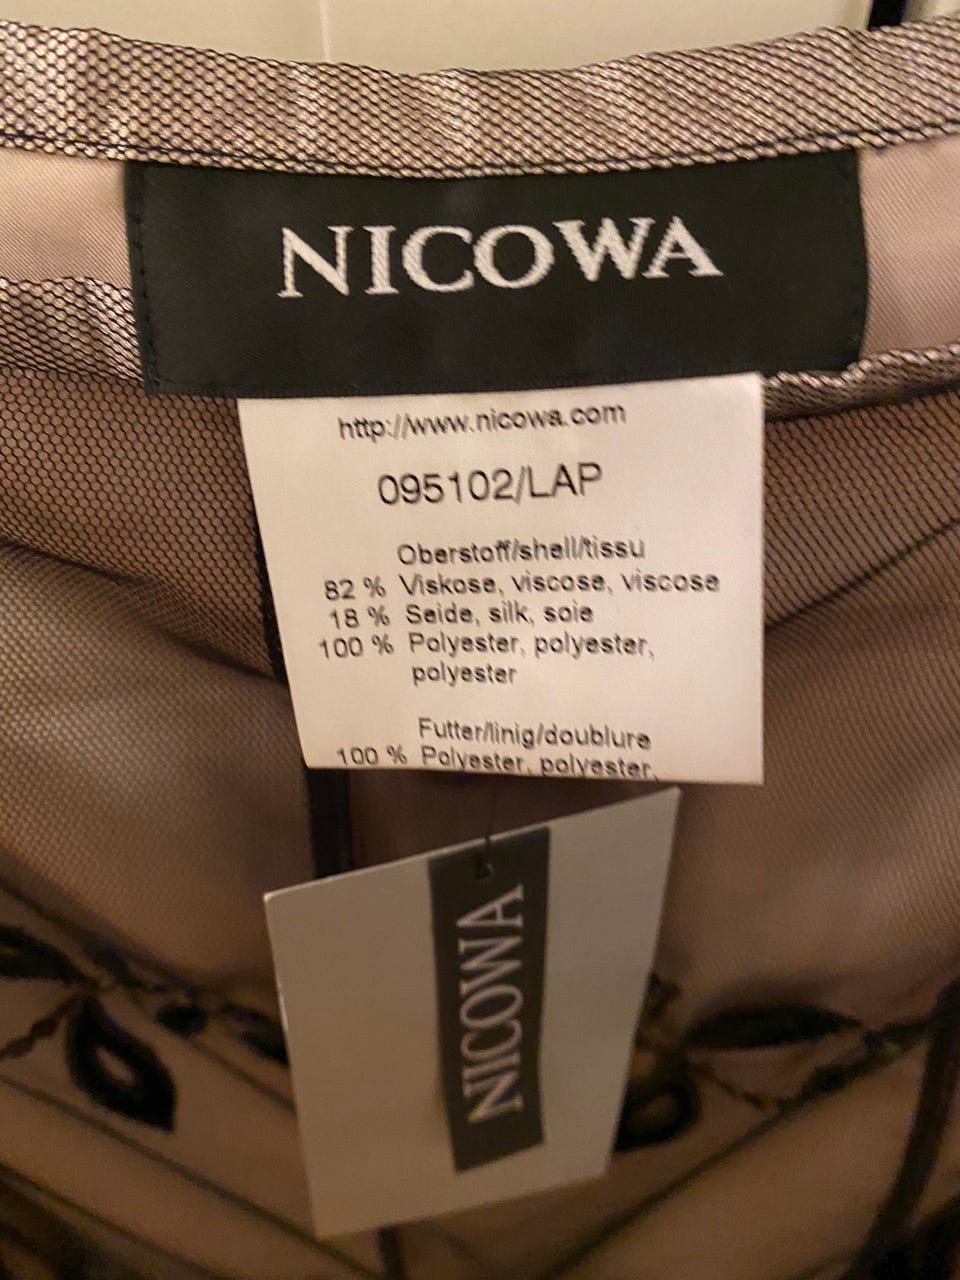 NICOWA
http://www.nicowa.com
095102/LAP
Oberstoff/shell/tissu
82 % Viskose, viscose, viscose
18 % Seide, silk, soie
100 % Polyester, polyester,
polyester
Futter/linig/doublure
100 % Polyester, polyester,
NICOWA